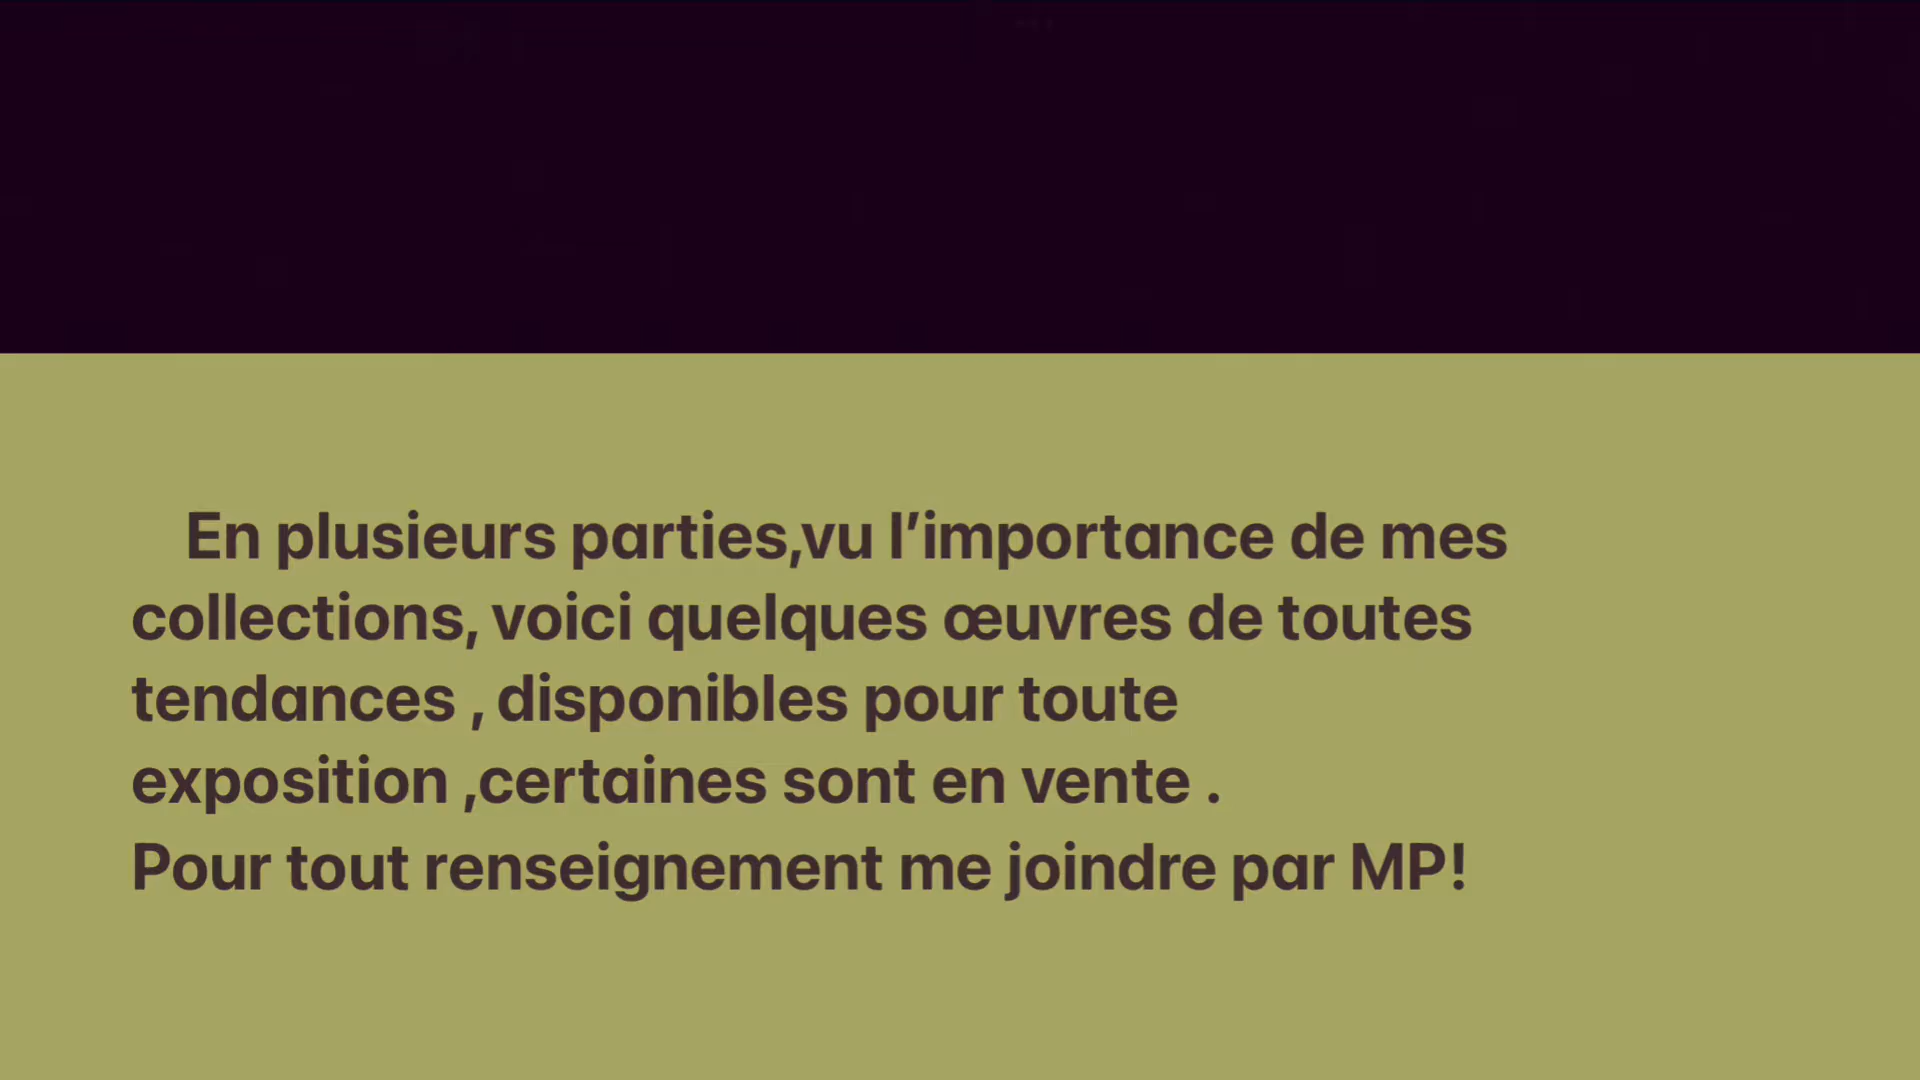 En plusieurs parties,vu l’importance de mes
collections, voici quelques œuvres de toutes
tendances , disponibles pour toute
exposition ,certaines sont en vente .
Pour tout renseignement me joindre par MP!